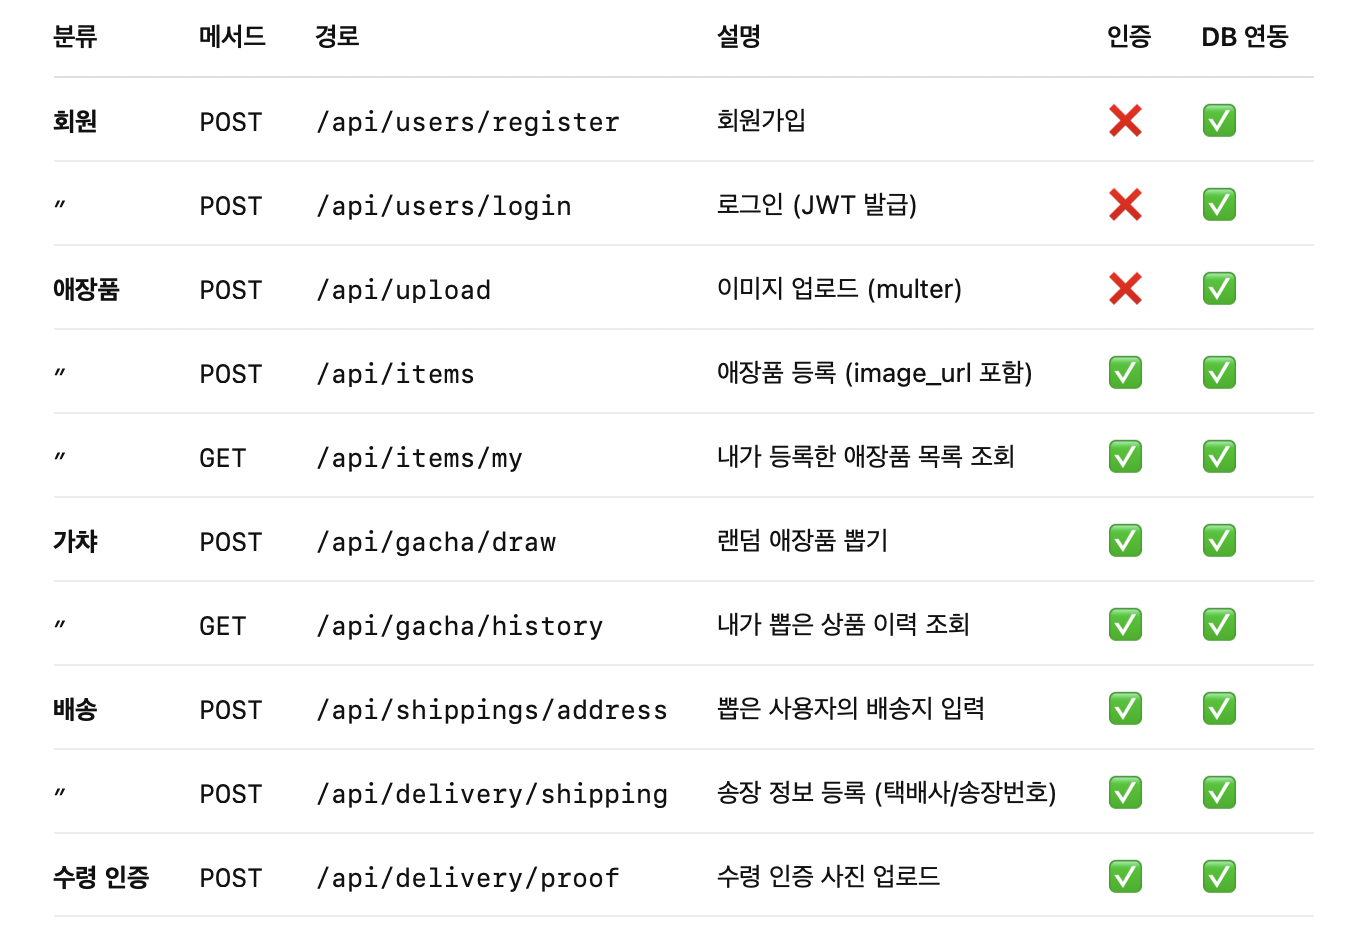 분류 메서드 경로 설명 인증 DB 연동
회원 POST /api/users/register 회원가입 ❌ ✅
〃 POST /api/users/login 로그인 (JWT 발급) ❌ ✅
애장품 POST /api/upload 이미지 업로드 (multer) ❌ ✅
〃 POST /api/items 애장품 등록 (image_url 포함) ✅ ✅
〃 GET /api/items/my 내가 등록한 애장품 목록 조회 ✅ ✅
가챠 POST /api/gacha/draw 랜덤 애장품 뽑기 ✅ ✅
〃 GET /api/gacha/history 내가 뽑은 상품 이력 조회 ✅ ✅
배송 POST /api/shippings/address 뽑은 사용자의 배송지 입력 ✅ ✅
〃 POST /api/delivery/shipping 송장 정보 등록 (택배사/송장번호) ✅ ✅
수령 인증 POST /api/delivery/proof 수령 인증 사진 업로드 ✅ ✅